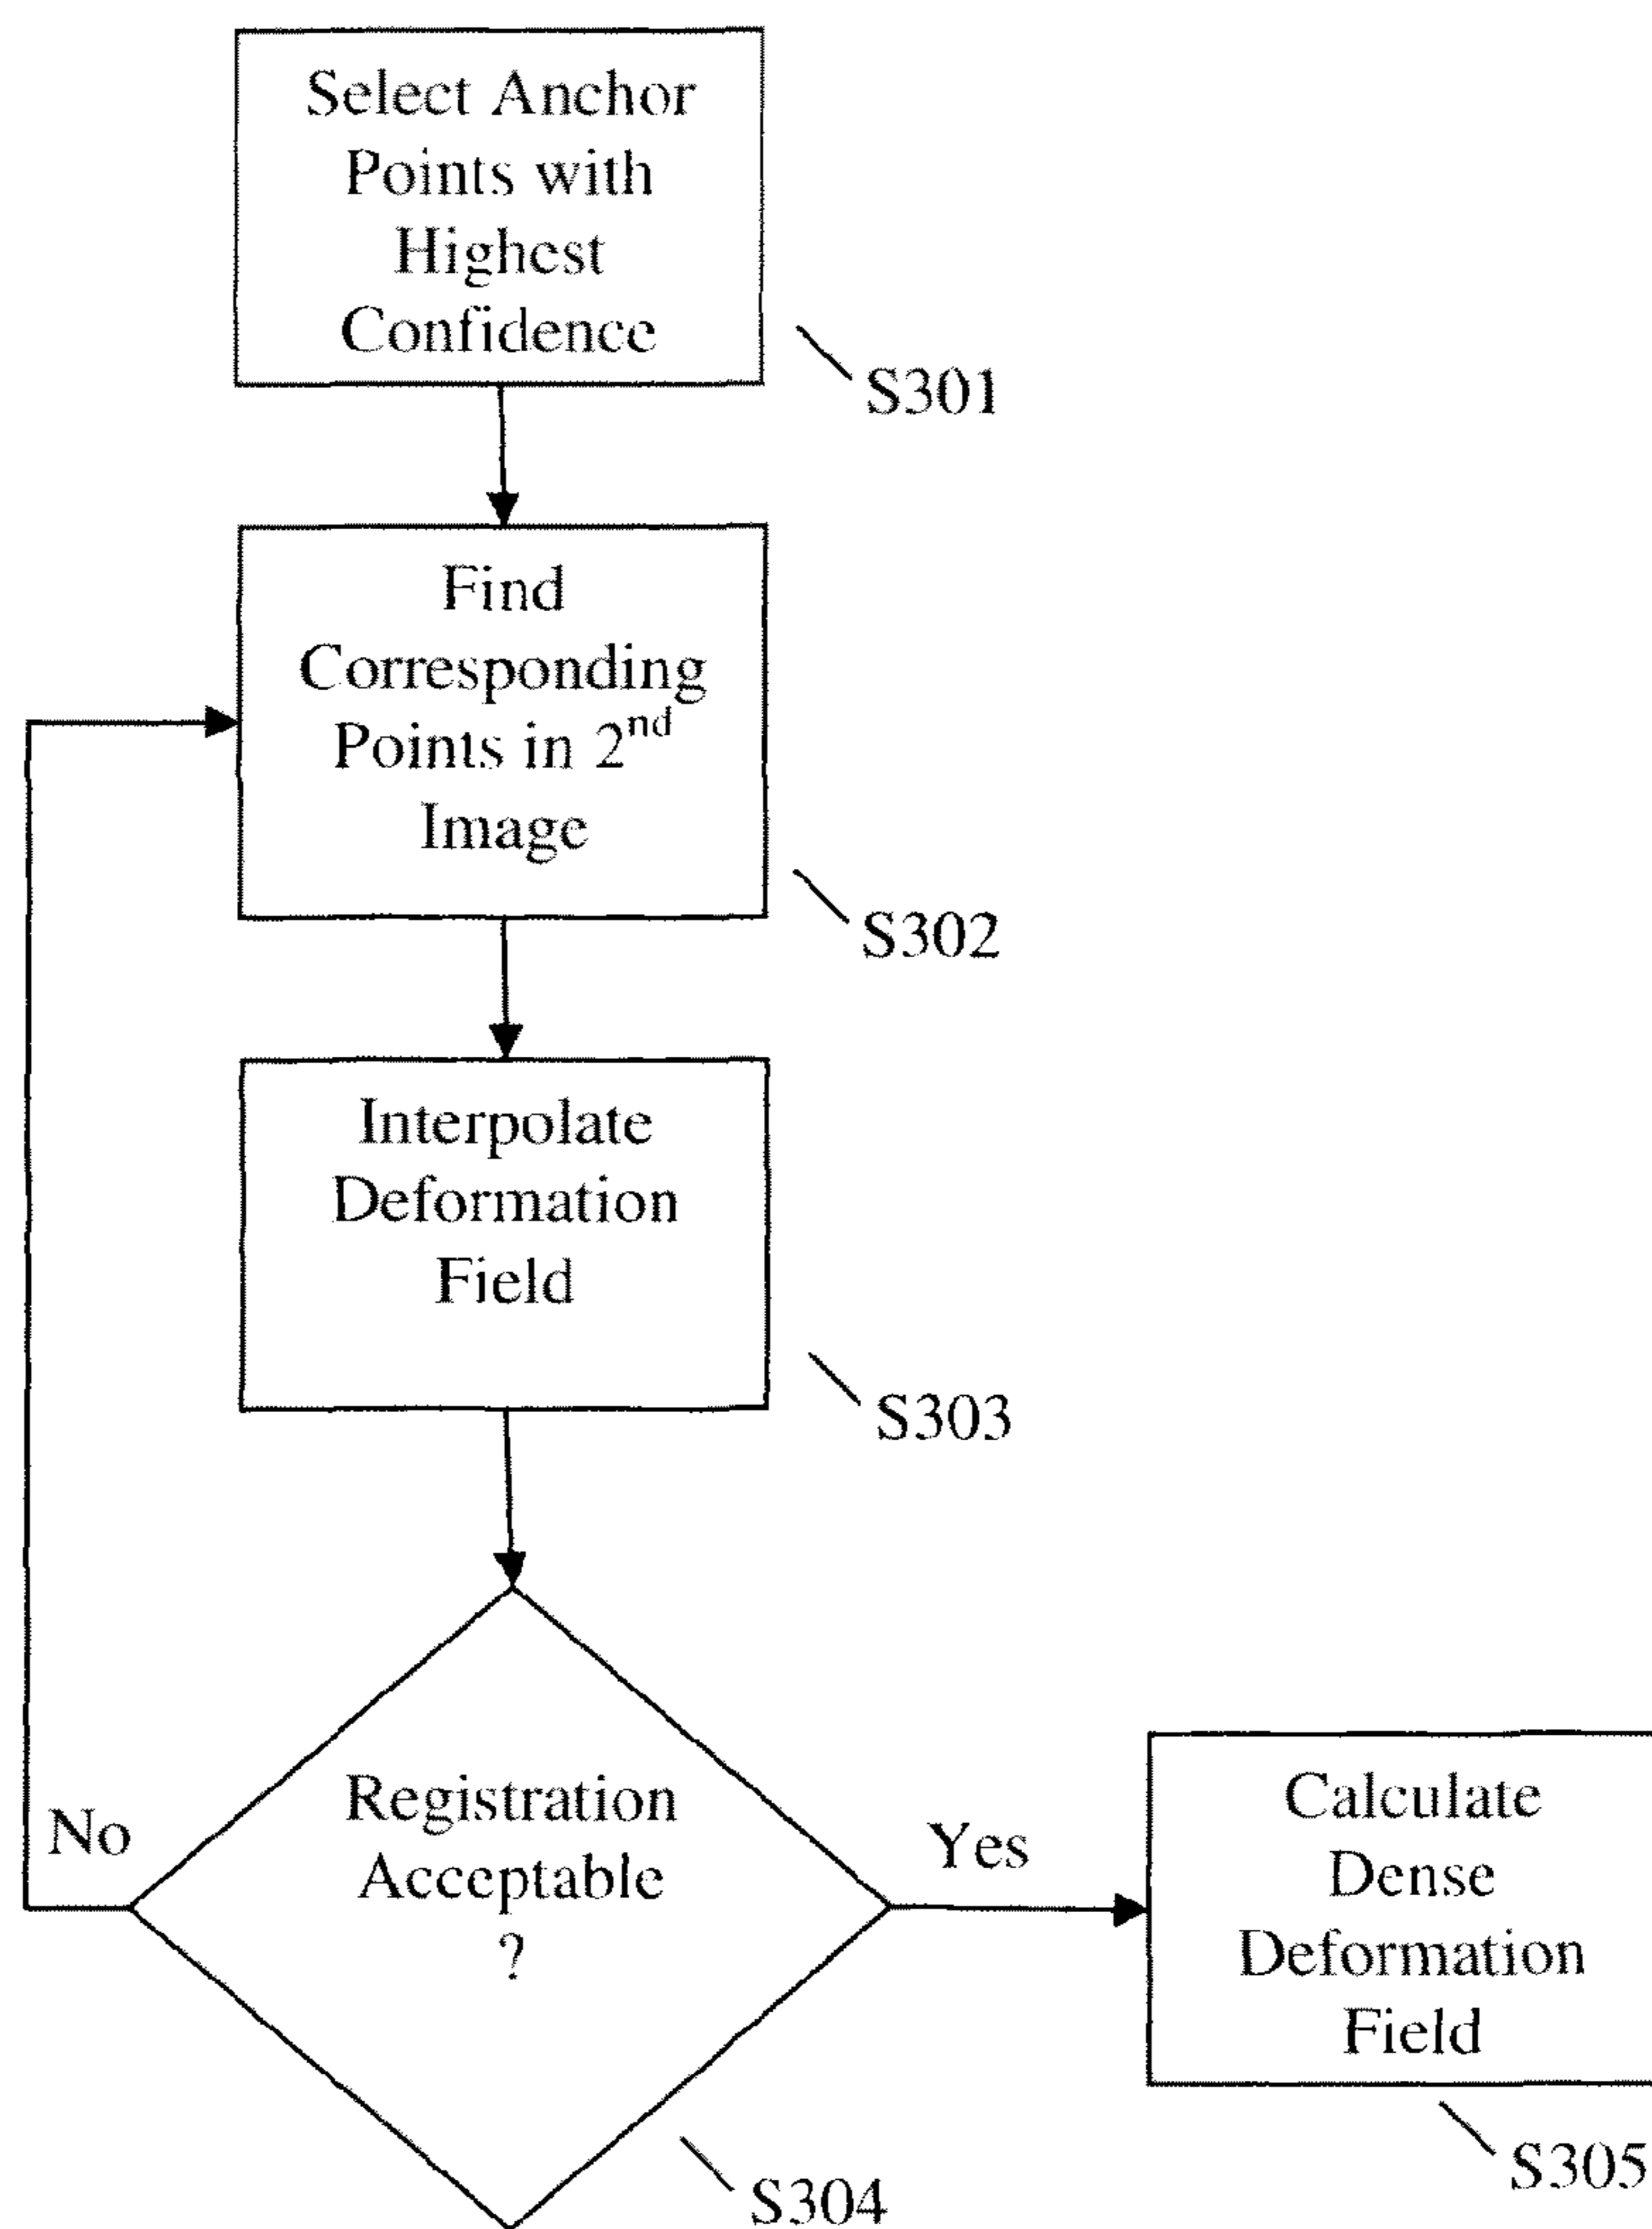 Select Anchor
Points with
Highest
Confidence
S301
Find
Corresponding
Points in 2nd
Image
S302
Interpolate
Deformation
Field
S303
Registration
Acceptable
?
No
Yes
S304
Calculate
Dense
Deformation
Field
S305